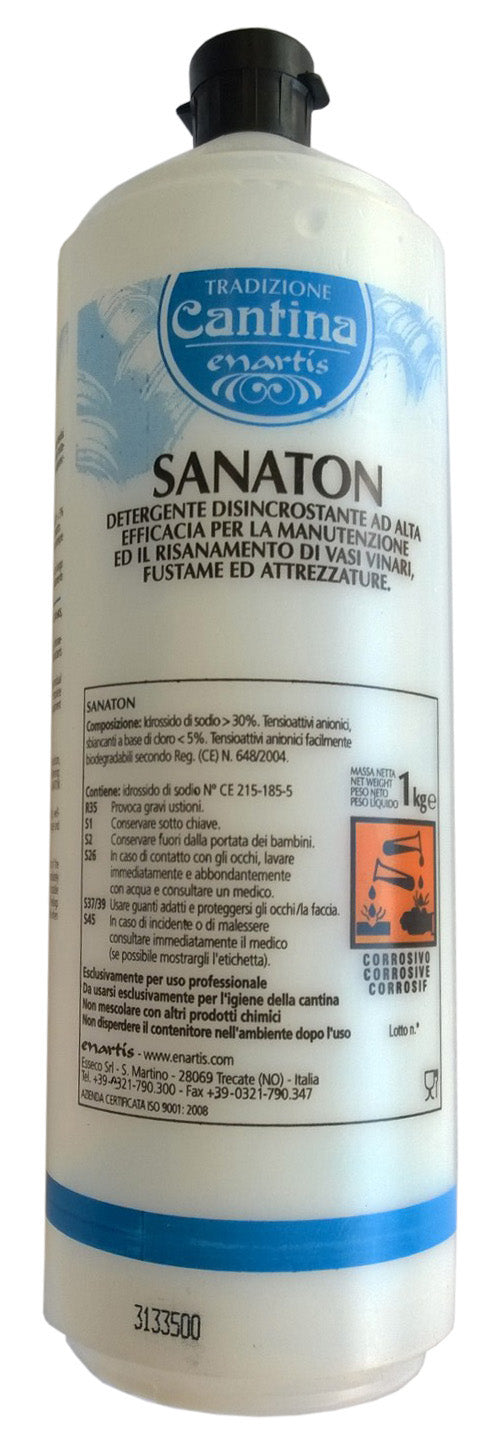 TRADIZIONE
Cantina
enartis
SANATON
DETERGENTE DISINCROSTANTE AD ALTA
EFFICACIA PER LA MANUTENZIONE
ED IL RISANAMENTO DI VASI VINARI,
FUSTAME ED ATTREZZATURE.
SANATON
Composizione: Idrossido di sodio > 30%. Tensioattivi anionici,
sbiancanti a base di cloro < 5%. Tensioattivi anionici facilmente
biodegradabili secondo Reg. (CE) N. 648/2004.
MASSA NETTA
NET WEIGHT
PESO NETO
PESO LÍQUIDO
1 kg e
Contiene: idrossido di sodio N° CE 215-185-5
R35 Provoca gravi ustioni.
S1 Conservare sotto chiave.
S2 Conservare fuori dalla portata dei bambini.
S26 In caso di contatto con gli occhi, lavare
immediatamente e abbondantemente
con acqua e consultare un medico.
S37/39 Usare guanti adatti e proteggersi gli occhi/la faccia.
S45 In caso di incidente o di malessere
consultare immediatamente il medico
(se possibile mostrargli l'etichetta).
CORROSIVO
CORROSIVE
CORROSIF
Esclusivamente per uso professionale
Da usarsi esclusivamente per l'igiene della cantina
Non mescolare con altri prodotti chimici
Non disperdere il contenitore nell'ambiente dopo l'uso
Lotto n.°
enartis - www.enartis.com
Esseco Srl - S. Martino - 28069 Trecate (NO) - Italia
Tel. +39-0321-790.300 - Fax +39-0321-790.347
AZIENDA CERTIFICATA ISO 9001: 2008
3133500